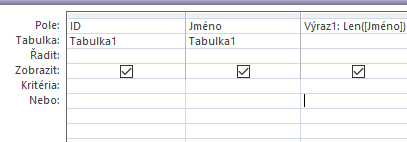 Pole: ID Jméno Výraz1: Len([Jméno])
Tabulka: Tabulka1 Tabulka1
Řadit:
Zobrazit:
Kritéria:
Nebo: